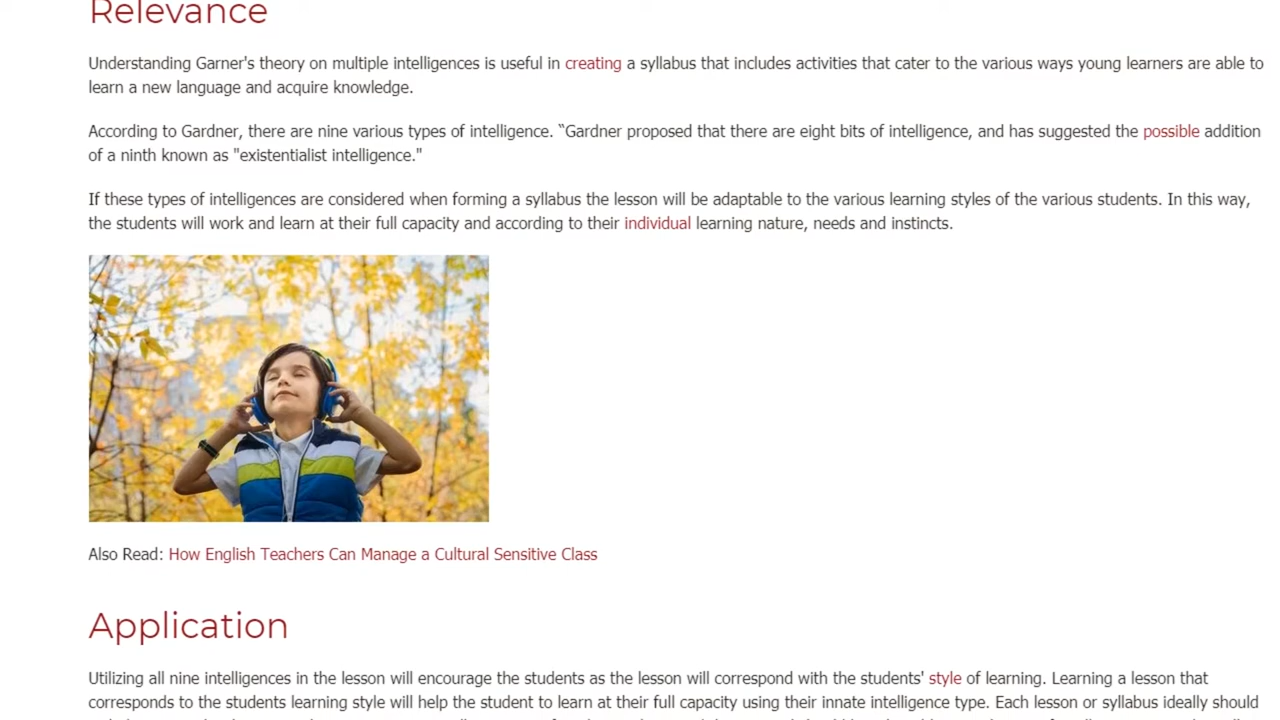 Relevance
Understanding Garner's theory on multiple intelligences is useful in creating a syllabus that includes activities that cater to the various ways young learners are able to
learn a new language and acquire knowledge.
According to Gardner, there are nine various types of intelligence. “Gardner proposed that there are eight bits of intelligence, and has suggested the possible addition
of a ninth known as "existentialist intelligence."
If these types of intelligences are considered when forming a syllabus the lesson will be adaptable to the various learning styles of the various students. In this way,
the students will work and learn at their full capacity and according to their individual learning nature, needs and instincts.
Also Read: How English Teachers Can Manage a Cultural Sensitive Class
Application
Utilizing all nine intelligences in the lesson will encourage the students as the lesson will correspond with the students' style of learning. Learning a lesson that
corresponds to the students learning style will help the student to learn at their full capacity using their innate intelligence type. Each lesson or syllabus ideally should